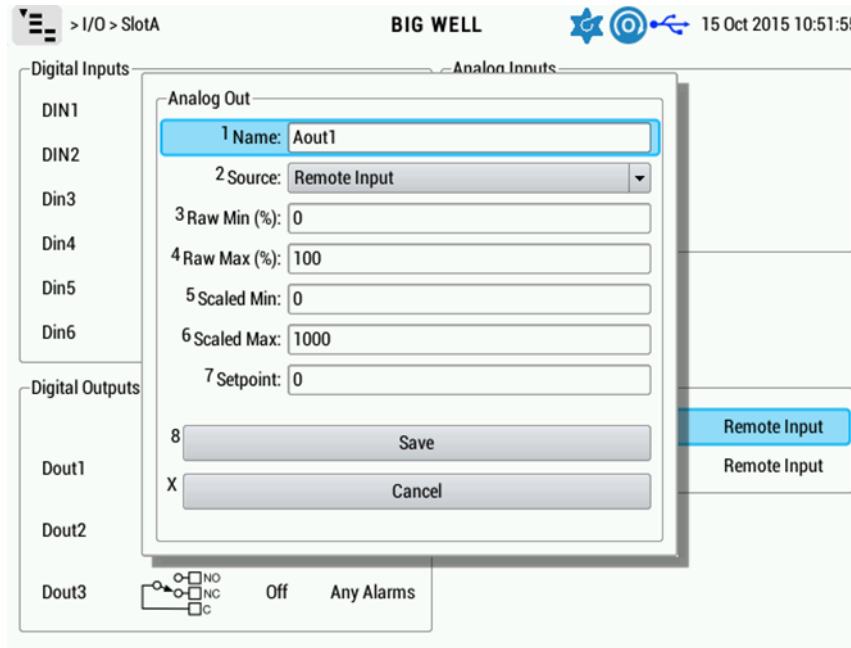 > I/O > SlotA BIG WELL 15 Oct 2015 10:51:55
Digital Inputs
Analog Inputs
DIN1
DIN2
Din3
Din4
Din5
Din6
Analog Out
1 Name: Aout1
2 Source: Remote Input
3 Raw Min (%): 0
4 Raw Max (%): 100
5 Scaled Min: 0
6 Scaled Max: 1000
7 Setpoint: 0
8 Save
X Cancel
Digital Outputs
Dout1
Dout2
Dout3 NO NC C Off Any Alarms
Remote Input
Remote Input